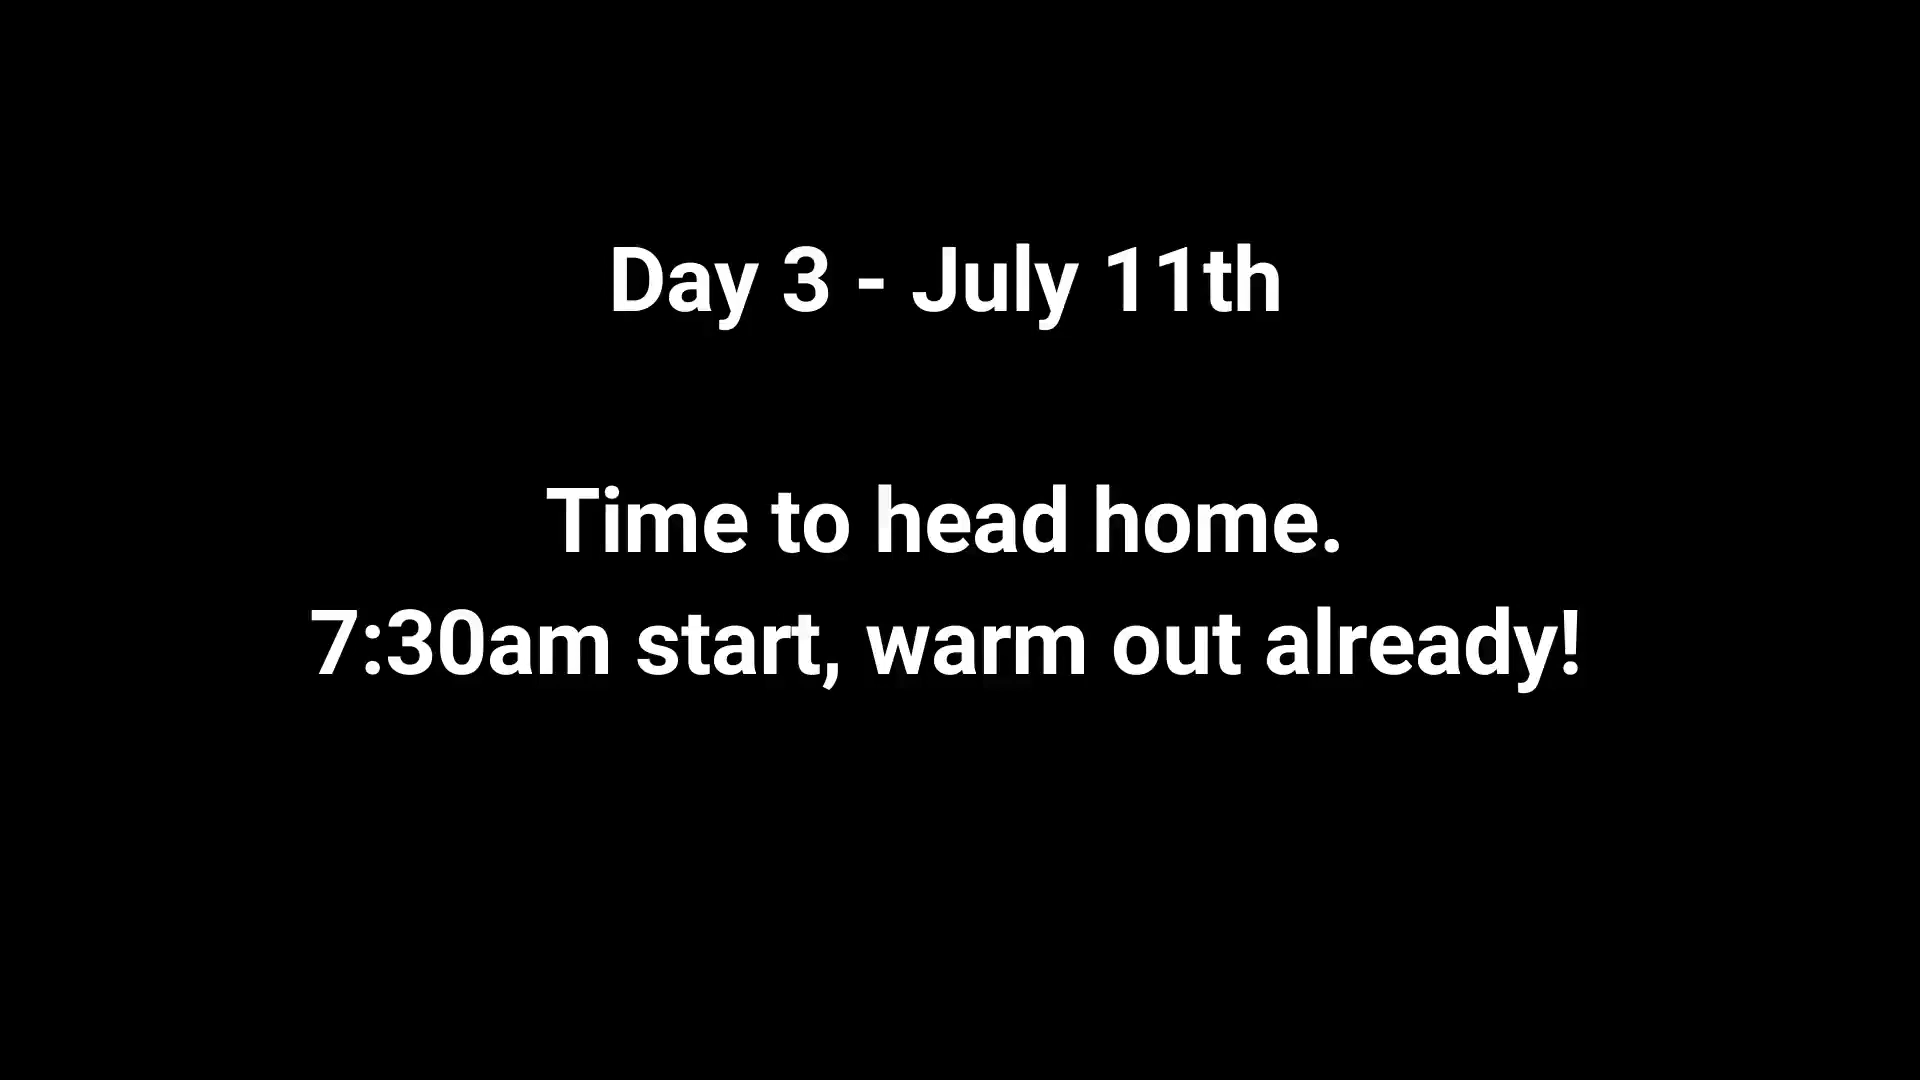 Day 3 - July 11th
Time to head home.
7:30am start, warm out already!